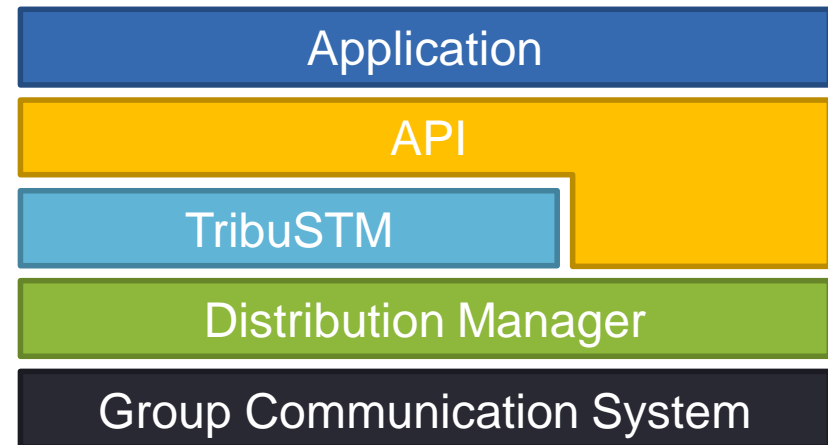 Application
API
TribuSTM
Distribution Manager
Group Communication System